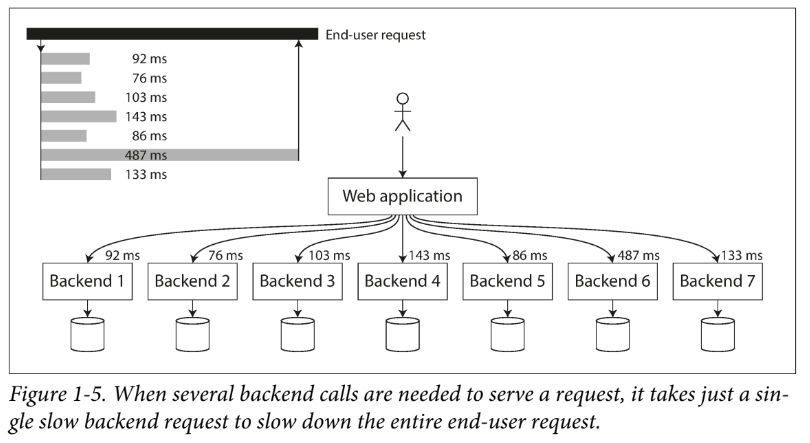 End-user request
92 ms
76 ms
103 ms
143 ms
86 ms
487 ms
133 ms
Web application
92 ms 76 ms 103 ms 143 ms 86 ms 487 ms 133 ms
Backend 1 Backend 2 Backend 3 Backend 4 Backend 5 Backend 6 Backend 7
Figure 1-5. When several backend calls are needed to serve a request, it takes just a sin-
gle slow backend request to slow down the entire end-user request.